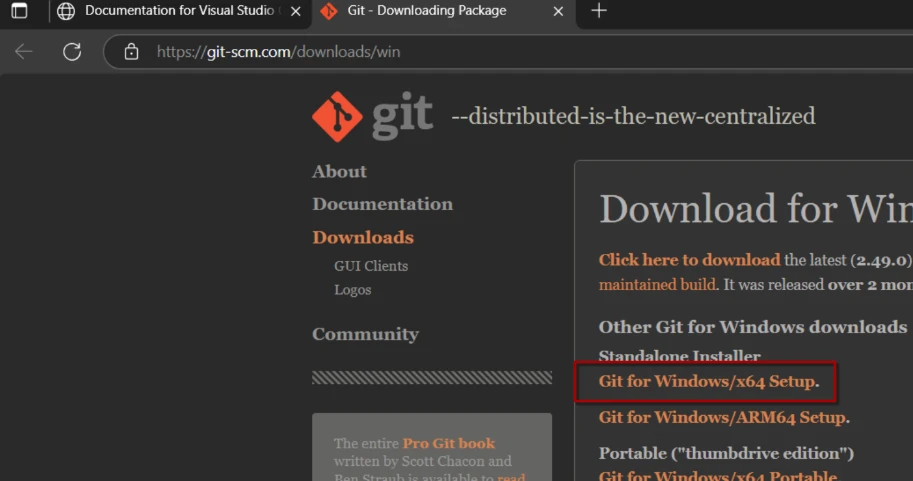 Documentation for Visual Studio
Git - Downloading Package
https://git-scm.com/downloads/win
git --distributed-is-the-new-centralized
About
Documentation
Downloads
GUI Clients
Logos
Community
The entire Pro Git book
written by Scott Chacon and
Ben Straub is available to read
Download for Win
Click here to download the latest (2.49.0)
maintained build. It was released over 2 mon
Other Git for Windows downloads
Standalone Installer
Git for Windows/x64 Setup.
Git for Windows/ARM64 Setup.
Portable ("thumbdrive edition")
Git for Windows/x64 Portable